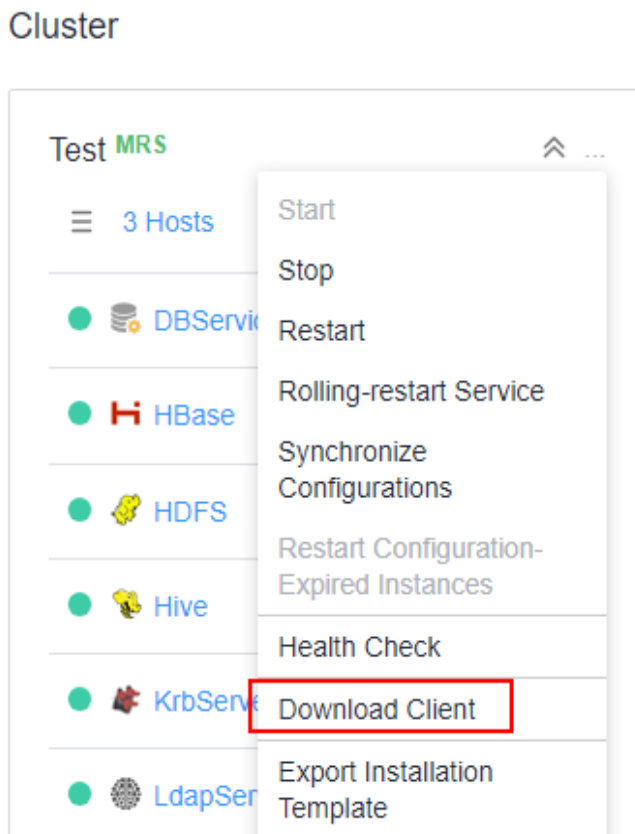 Cluster
Test MRS
...
3 Hosts
Start
Stop
DBServic
Restart
Rolling-restart Service
HBase
Synchronize
Configurations
HDFS
Restart Configuration-
Expired Instances
Hive
Health Check
KrbServe
Download Client
Export Installation
Template
LdapSer